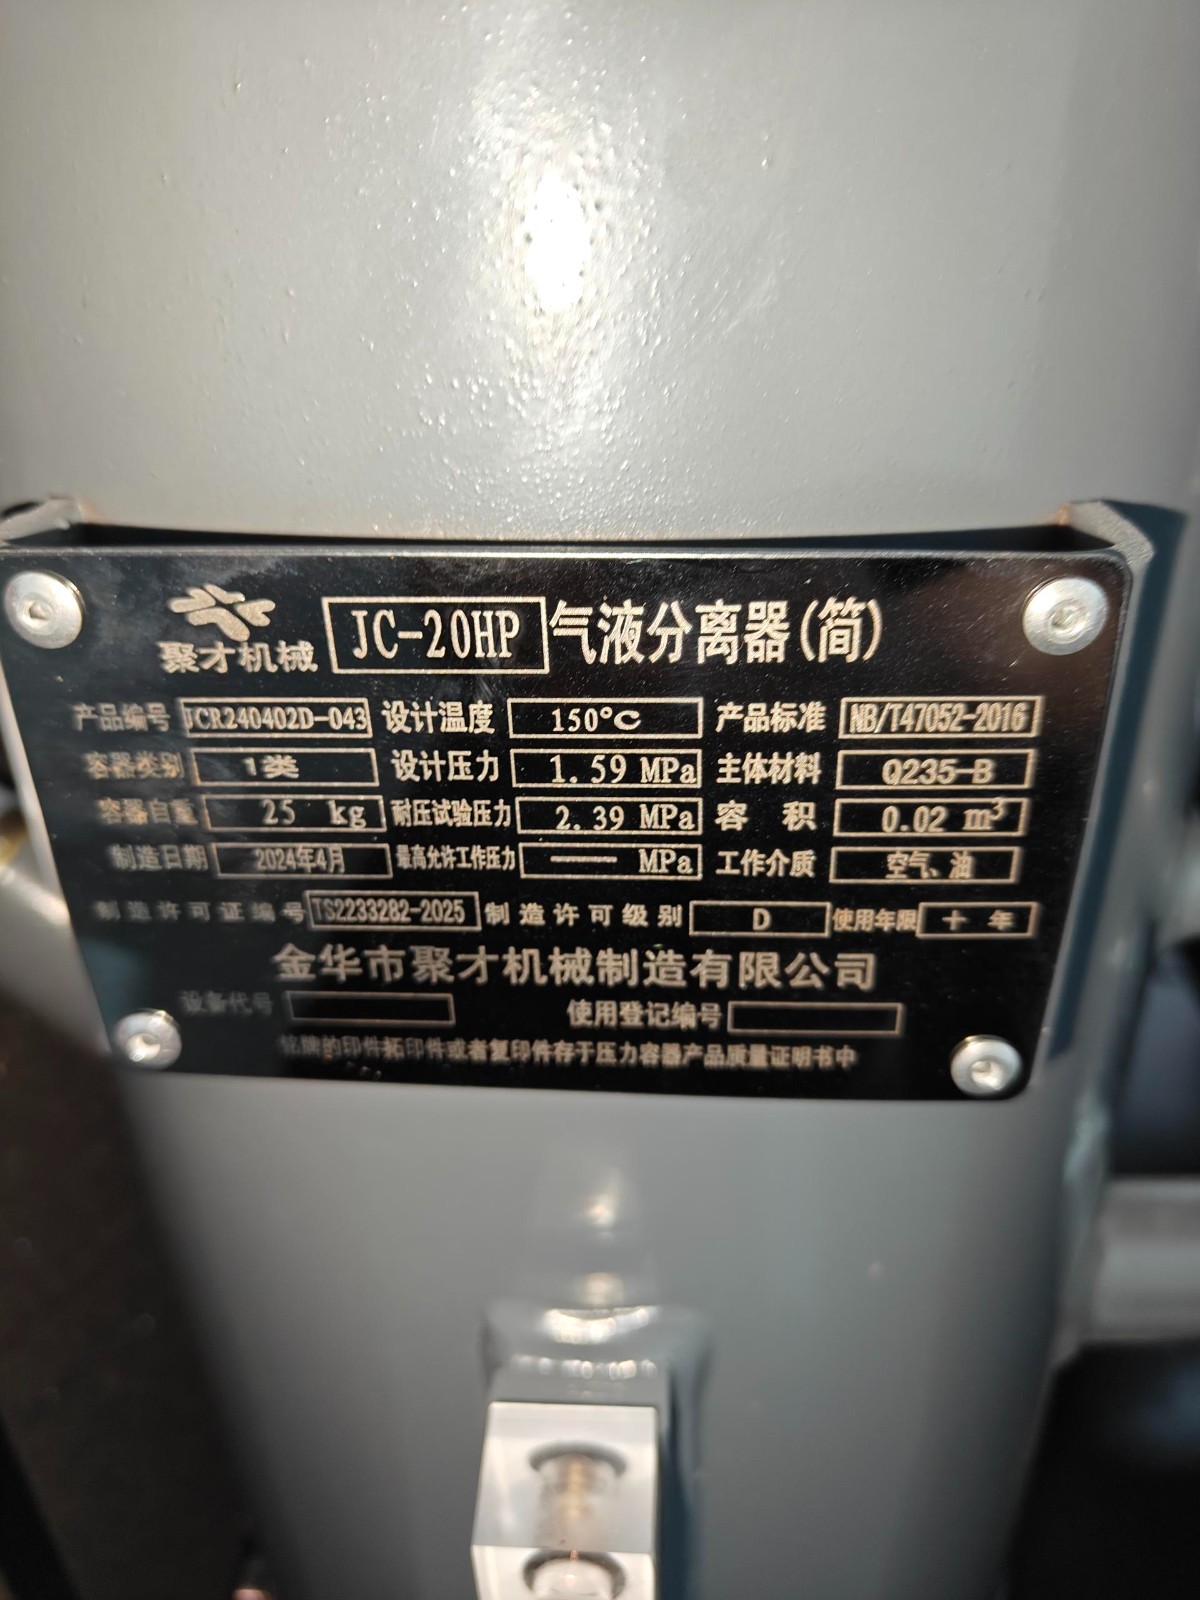 聚才机械 JC-20HP 气液分离器(简)
产品编号 JCR240402D-043 设计温度 150℃ 产品标准 NB/T47052-2016
容器类别 1类 设计压力 1.59 MPa 主体材料 Q235-B
容器自重 25 kg 耐压试验压力 2.39 MPa 容积 0.02 m³
制造日期 2024年4月 最高允许工作压力 —— MPa 工作介质 空气、油
制造许可证编号 TS2233282-2025 制造许可级别 D 使用年限 十年
金华市聚才机械制造有限公司
设备代号 使用登记编号
铭牌的印件拓印件或者复印件存于压力容器产品质量证明书中